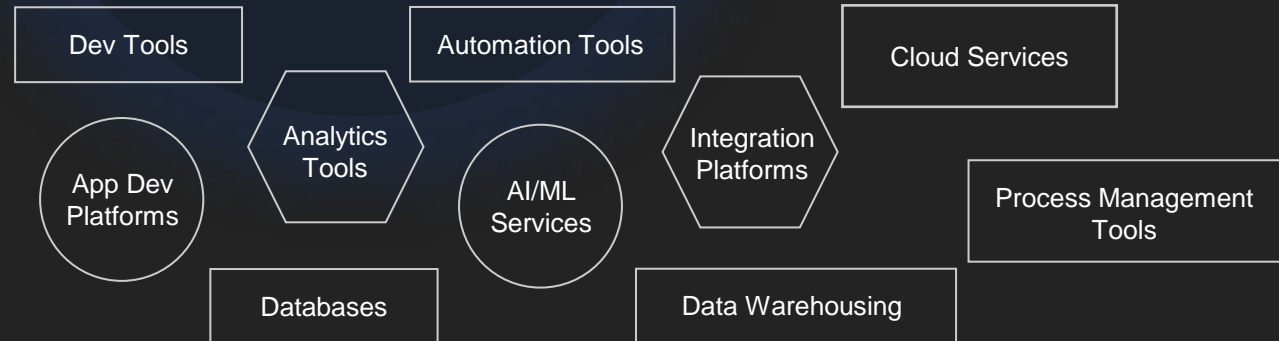 Dev Tools
Automation Tools
Cloud Services
Analytics
Tools
Integration
Platforms
App Dev
Platforms
AI/ML
Services
Process Management
Tools
Databases
Data Warehousing